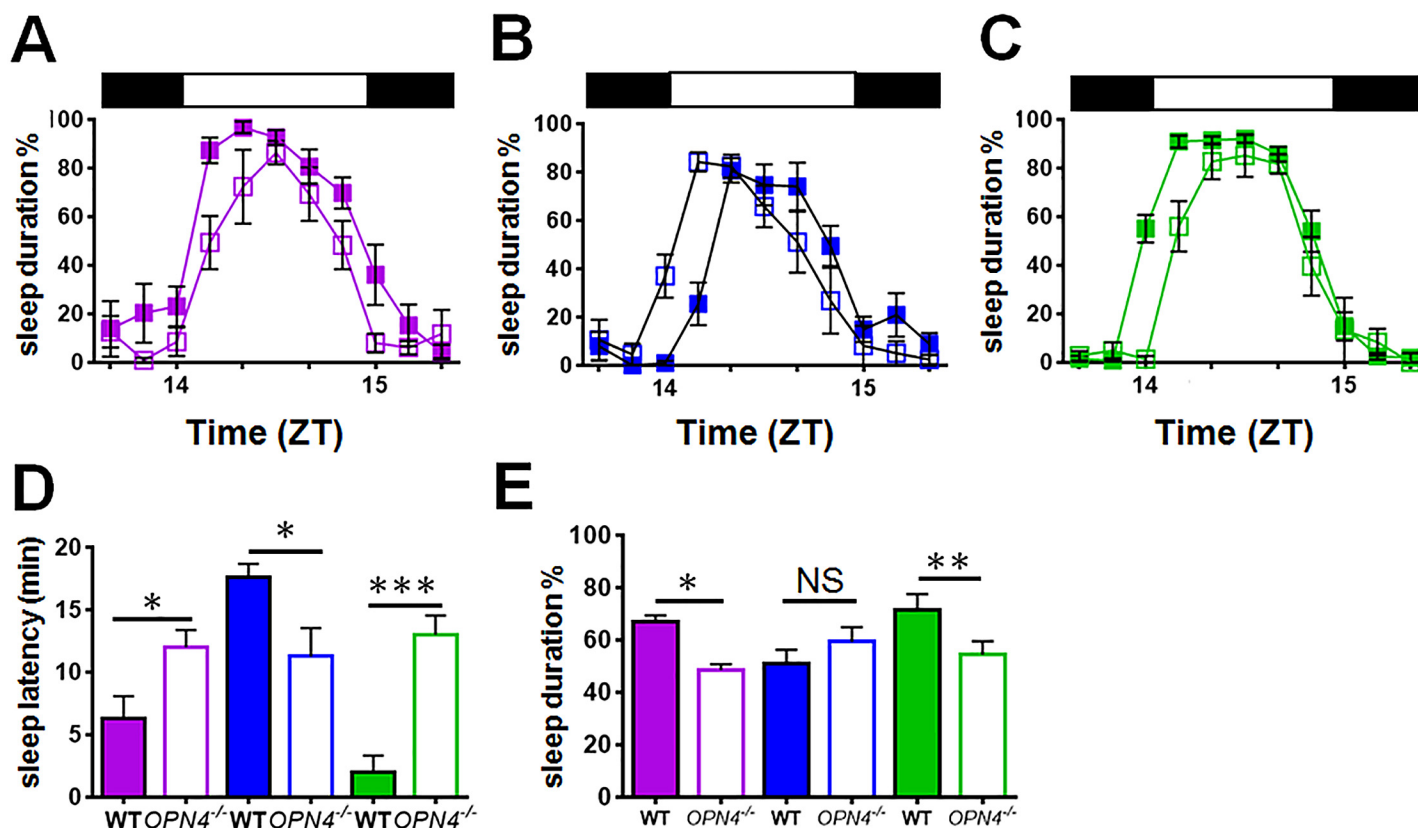 A
B
C
sleep duration %
100
80
60
40
20
0
14
15
Time (ZT)
sleep duration %
100
80
60
40
20
0
14
15
Time (ZT)
sleep duration %
100
80
60
40
20
0
14
15
Time (ZT)
D
E
sleep latency (min)
20
15
10
5
0
*
*
***
WT OPN4-/- WT OPN4-/- WT OPN4-/-
sleep duration %
100
80
60
40
20
0
*
NS
**
WT OPN4-/- WT OPN4-/- WT OPN4-/-